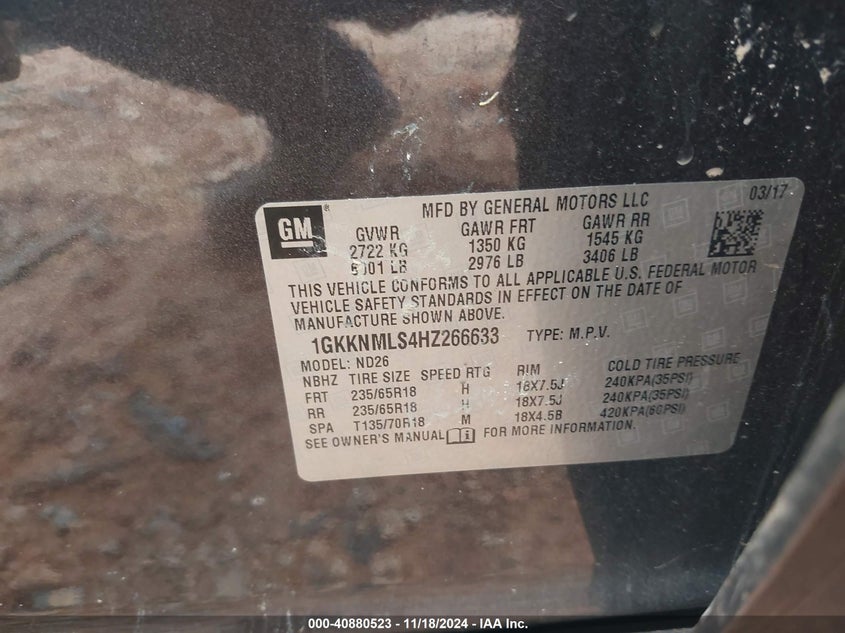 GM®
MFD BY GENERAL MOTORS LLC 03/17
GVWR GAWR FRT GAWR RR
2722 KG 1350 KG 1545 KG
6001 LB 2976 LB 3406 LB
THIS VEHICLE CONFORMS TO ALL APPLICABLE U.S. FEDERAL MOTOR
VEHICLE SAFETY STANDARDS IN EFFECT ON THE DATE OF
MANUFACTURE SHOWN ABOVE.
1GKKNMLS4HZ266633 TYPE: M.P.V.
MODEL: ND26
NBHZ TIRE SIZE SPEED RTG RIM COLD TIRE PRESSURE
FRT 235/65R18 H 18X7.5J 240KPA(35PSI)
RR 235/65R18 H 18X7.5J 240KPA(35PSI)
SPA T135/70R18 M 18X4.5B 420KPA(60PSI)
SEE OWNER'S MANUAL FOR MORE INFORMATION.
000-40880523 - 11/18/2024 - IAA Inc.